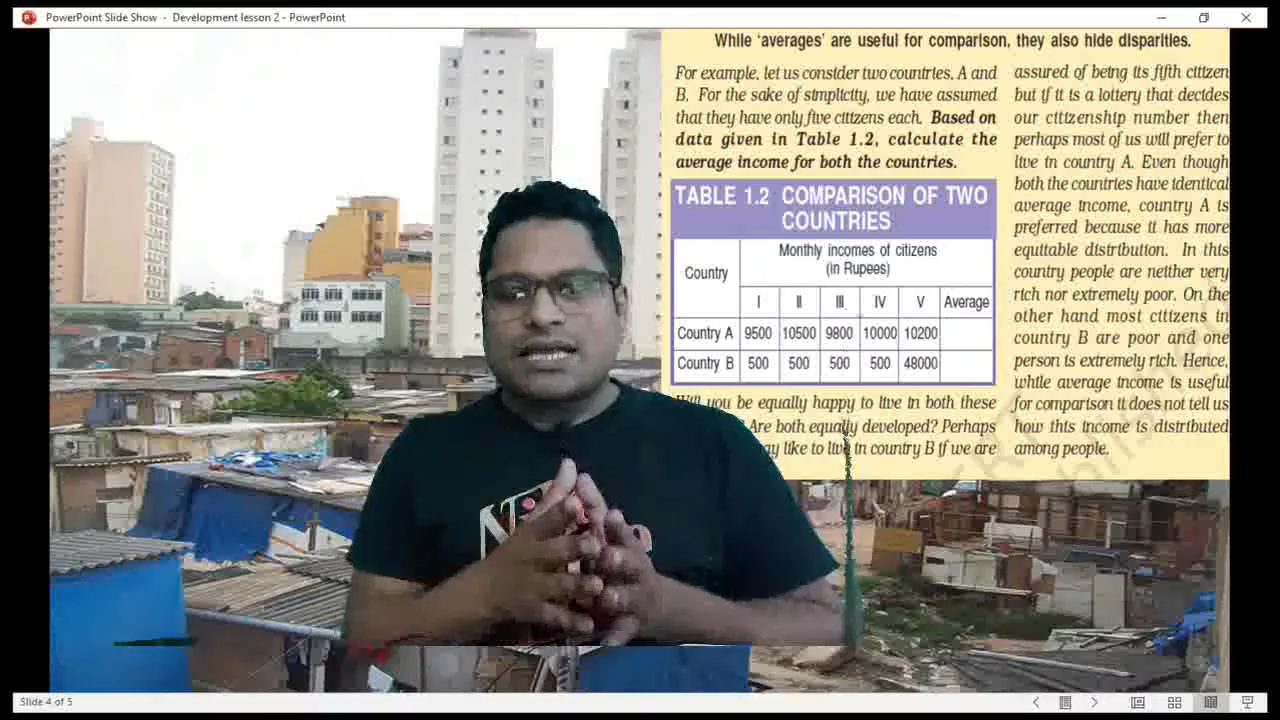 PowerPoint Slide Show - Development lesson 2 - PowerPoint
While 'averages' are useful for comparison, they also hide disparities.
For example, let us consider two countries, A and
B. For the sake of simplicity, we have assumed
that they have only five citizens each. Based on
data given in Table 1.2, calculate the
average income for both the countries.
TABLE 1.2 COMPARISON OF TWO
COUNTRIES
Country
Monthly incomes of citizens
(in Rupees)
I II III IV V Average
Country A 9500 10500 9800 10000 10200
Country B 500 500 500 500 48000
Will you be equally happy to live in both these
Are both equally developed? Perhaps
like to live in country B if we are
assured of being its fifth citizen
but if it is a lottery that decides
our citizenship number then
perhaps most of us will prefer to
live in country A. Even though
both the countries have identical
average income, country A is
preferred because it has more
equitable distribution. In this
country people are neither very
rich nor extremely poor. On the
other hand most citizens in
country B are poor and one
person is extremely rich. Hence,
while average income is useful
for comparison it does not tell us
how this income is distributed
among people.
Slide 4 of 5